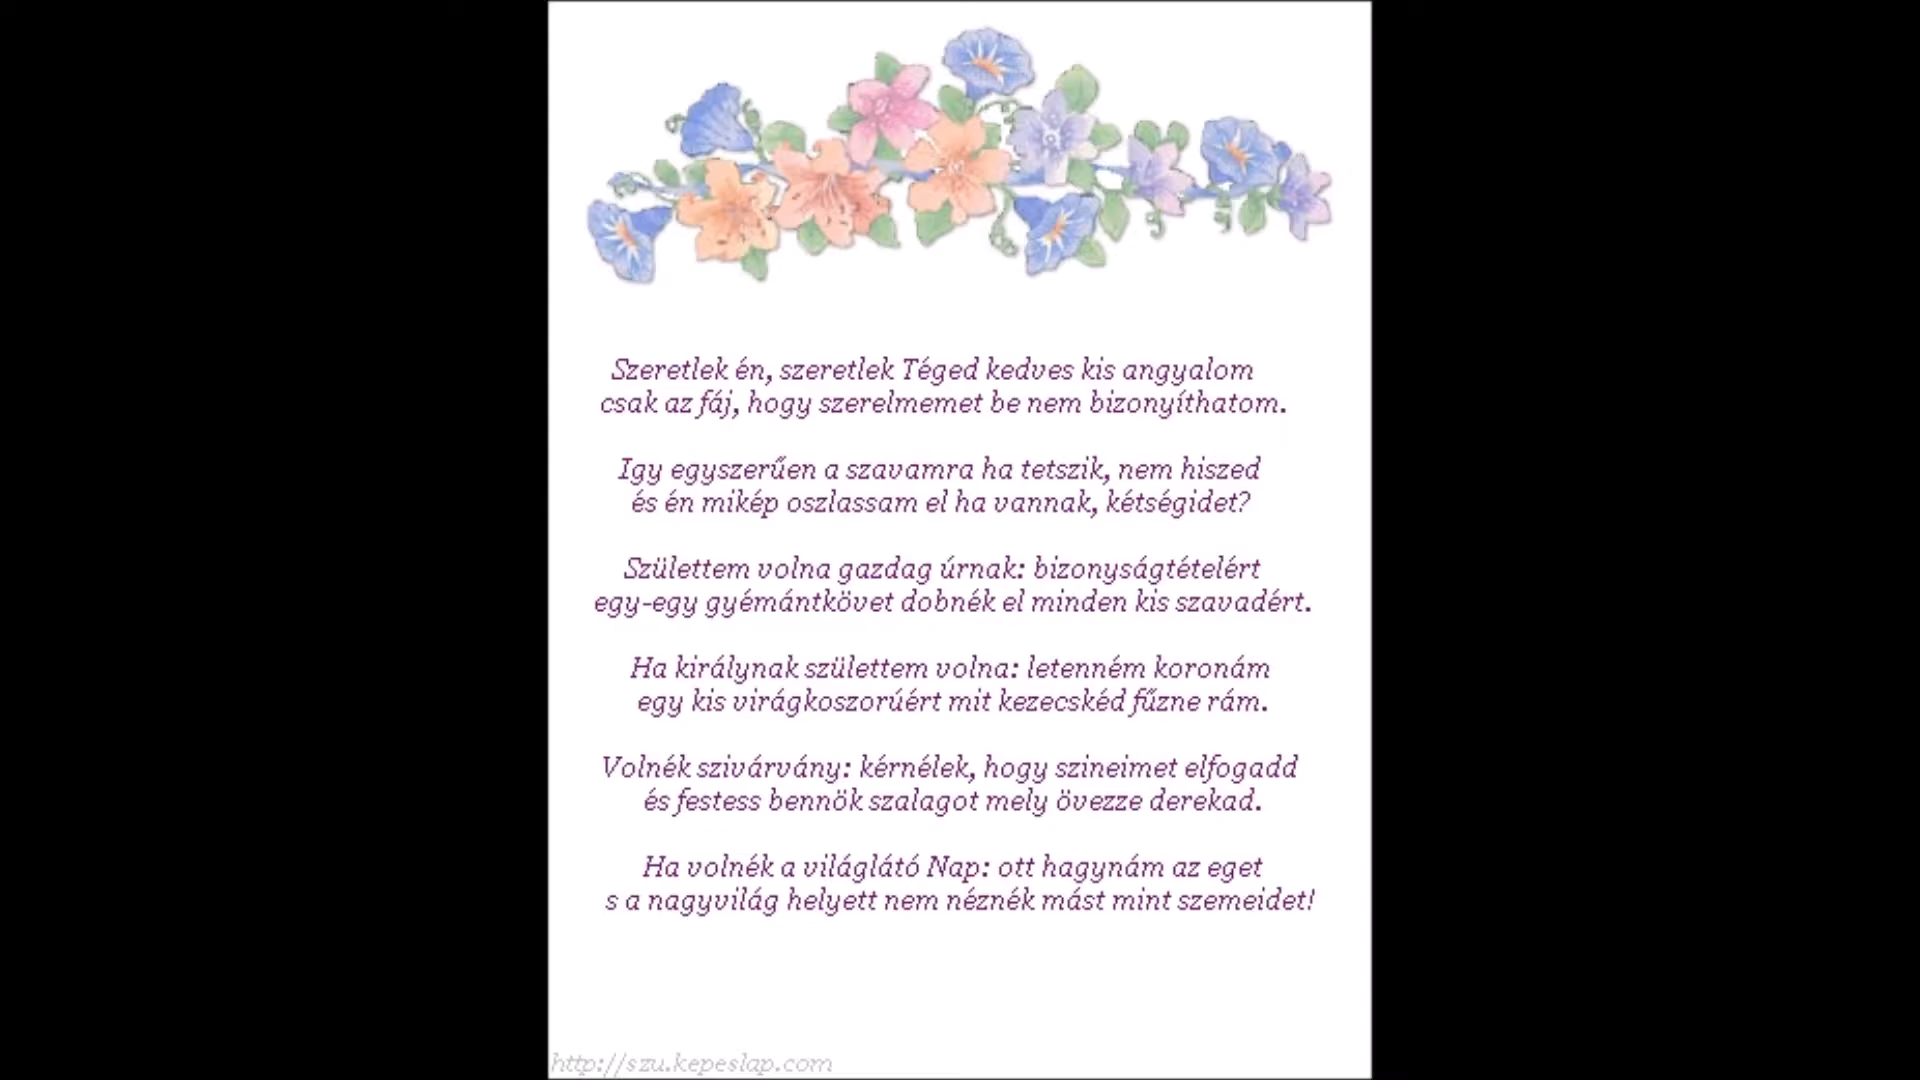 Szeretlek én, szeretlek Téged kedves kis angyalom
csak az fáj, hogy szerelmemet be nem bizonyíthatom.
Igy egyszerűen a szavamra ha tetszik, nem hiszed
és én mikép oszlassam el ha vannak, kétségidet?
Születtem volna gazdag úrnak: bizonyságtételért
egy-egy gyémántkövet dobnék el minden kis szavadért.
Ha királynak születtem volna: letenném koronám
egy kis virágkoszorúért mit kezecskéd fűzne rám.
Volnék szivárvány: kérnélek, hogy szineimet elfogadd
és festess bennök szalagot mely övezze derekad.
Ha volnék a világlátó Nap: ott hagynám az eget
s a nagyvilág helyett nem néznék mást mint szemeidet!
http://szu.kepeslap.com